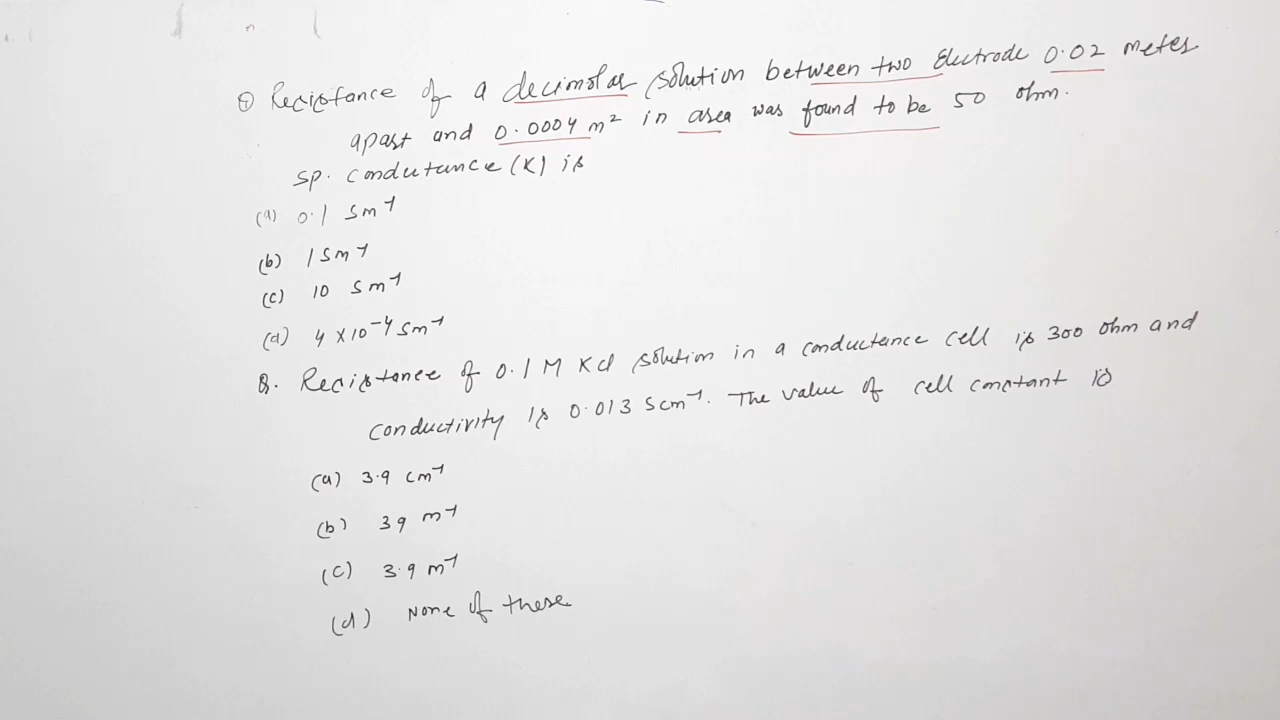 Q Recistance of a decimolar solution between two Electrode 0.02 meter
apart and 0.0004 m² in area was found to be 50 ohm.
Sp. conductance (K) is
(a) 0.1 Sm⁻¹
(b) 1 Sm⁻¹
(c) 10 Sm⁻¹
(d) 4 × 10⁻⁴ Sm⁻¹
Q. Recistance of 0.1 M KCl solution in a conductance cell is 300 ohm and
conductivity is 0.013 Scm⁻¹. The value of cell constant is
(a) 3.9 cm⁻¹
(b) 39 m⁻¹
(c) 3.9 m⁻¹
(d) None of these